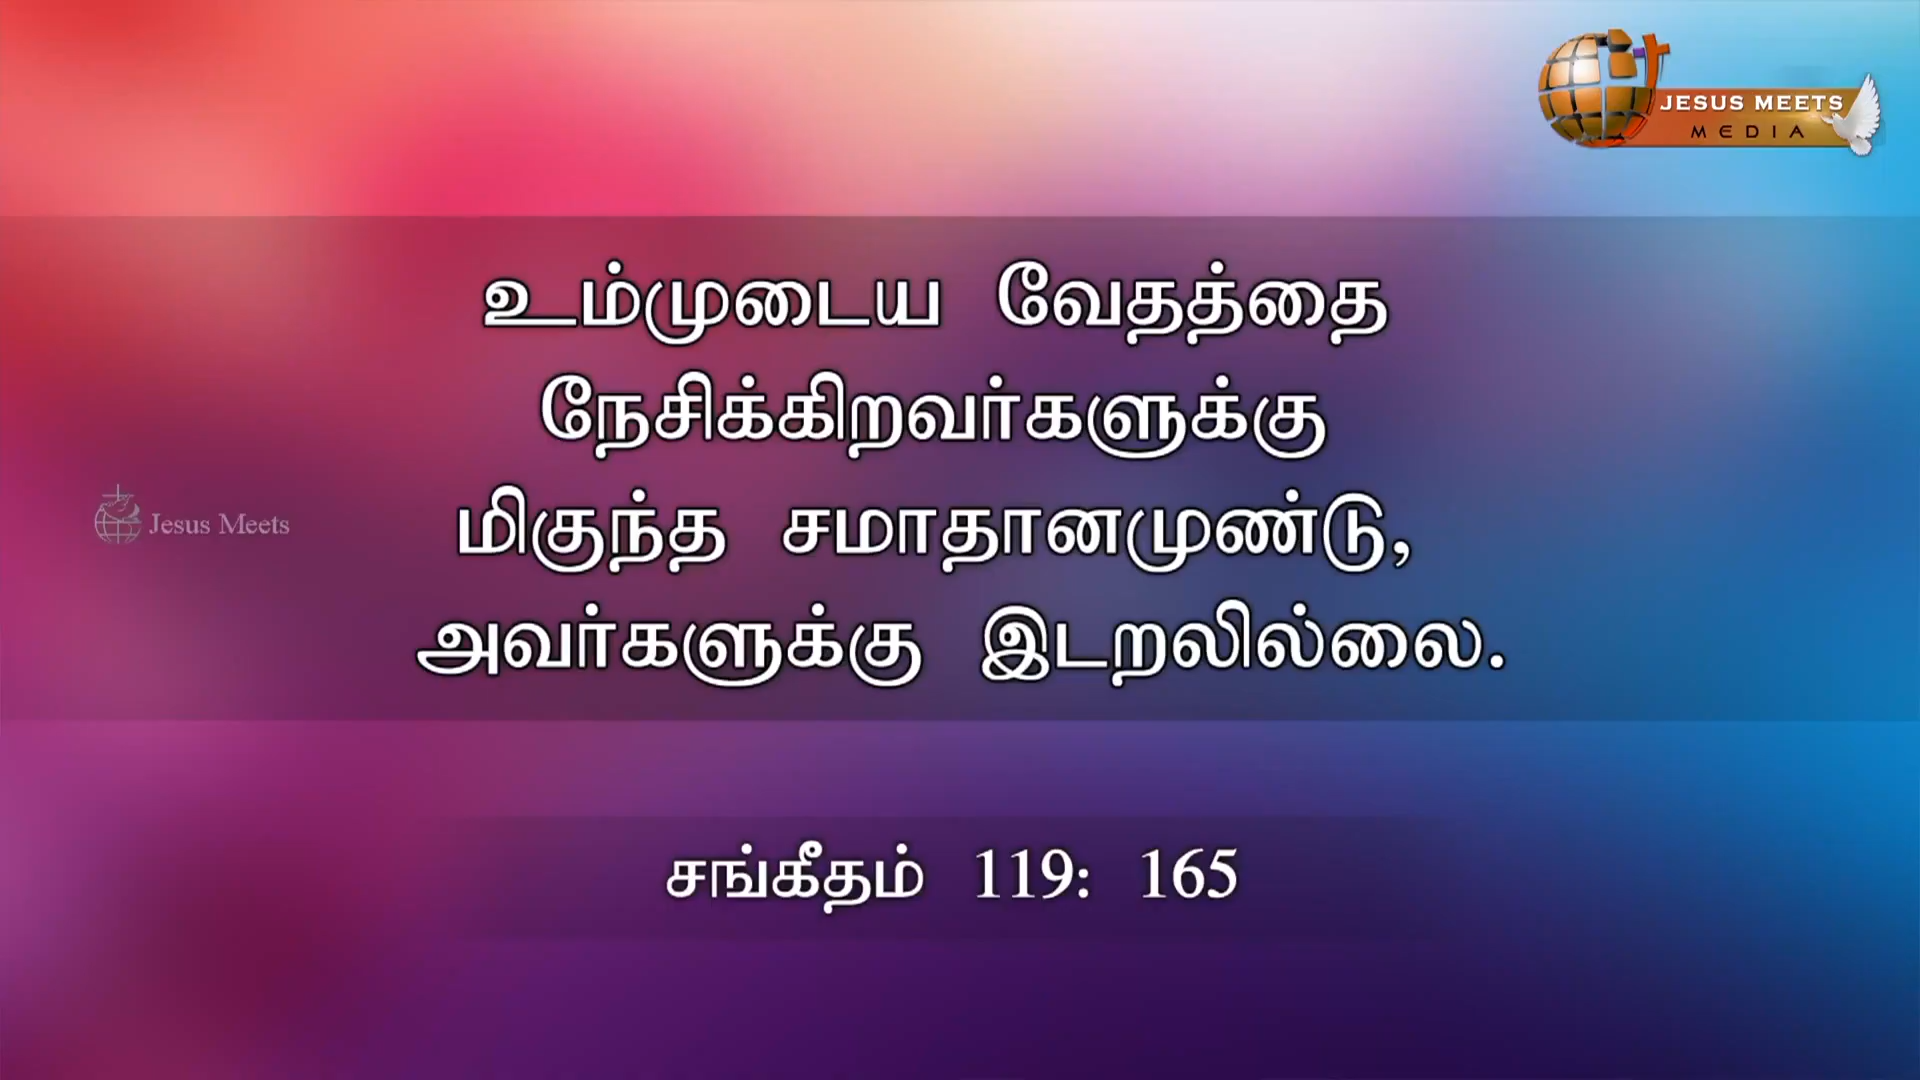 JESUS MEETS
MEDIA
உம்முடைய வேதத்தை
நேசிக்கிறவர்களுக்கு
மிகுந்த சமாதானமுண்டு,
அவர்களுக்கு இடறலில்லை.
Jesus Meets
சங்கீதம் 119: 165